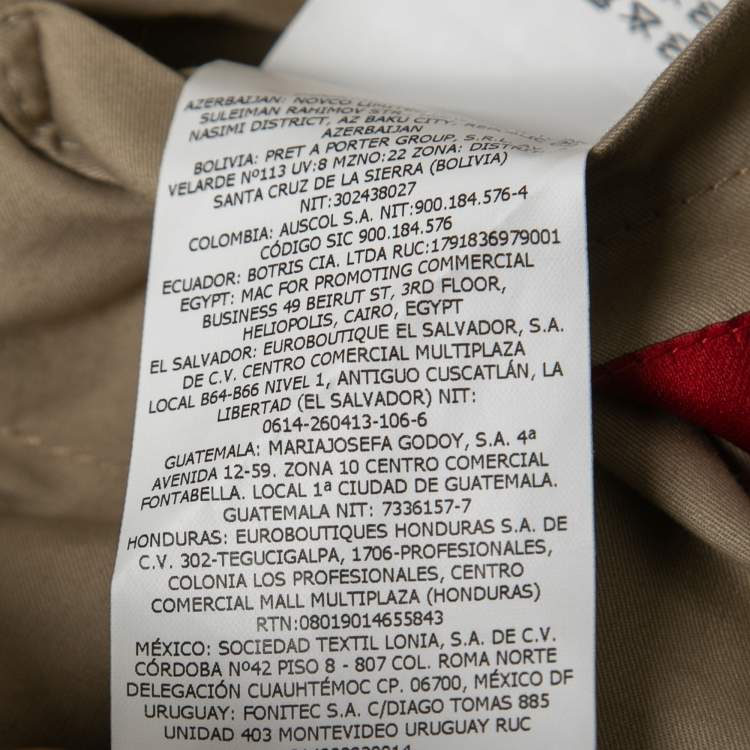 AZERBAIJAN: NOVCO LIMITED
SULEIMAN RAHIMOV STR
NASIMI DISTRICT, AZ BAKU CITY,
AZERBAIJAN
BOLIVIA: PRET A PORTER GROUP, S.R.L.
VELARDE Nº113 UV:8 MZNO:22 ZONA:
SANTA CRUZ DE LA SIERRA (BOLIVIA)
NIT:302438027
COLOMBIA: AUSCOL S.A. NIT:900.184.576-4
CÓDIGO SIC 900.184.576
ECUADOR: BOTRIS CIA. LTDA RUC:1791836979001
EGYPT: MAC FOR PROMOTING COMMERCIAL
BUSINESS 49 BEIRUT ST, 3RD FLOOR,
HELIOPOLIS, CAIRO, EGYPT
EL SALVADOR: EUROBOUTIQUE EL SALVADOR, S.A.
DE C.V. CENTRO COMERCIAL MULTIPLAZA
LOCAL B64-B66 NIVEL 1, ANTIGUO CUSCATLÁN, LA
LIBERTAD (EL SALVADOR) NIT:
0614-260413-106-6
GUATEMALA: MARIAJOSEFA GODOY, S.A. 4ª
AVENIDA 12-59. ZONA 10 CENTRO COMERCIAL
FONTABELLA. LOCAL 1ª CIUDAD DE GUATEMALA.
GUATEMALA NIT: 7336157-7
HONDURAS: EUROBOUTIQUES HONDURAS S.A. DE
C.V. 302-TEGUCIGALPA, 1706-PROFESIONALES,
COLONIA LOS PROFESIONALES, CENTRO
COMERCIAL MALL MULTIPLAZA (HONDURAS)
RTN:08019014655843
MÉXICO: SOCIEDAD TEXTIL LONIA, S.A. DE C.V.
CÓRDOBA Nº42 PISO 8 - 807 COL. ROMA NORTE
DELEGACIÓN CUAUHTÉMOC CP. 06700, MÉXICO DF
URUGUAY: FONITEC S.A. C/DIAGO TOMAS 885
UNIDAD 403 MONTEVIDEO URUGUAY RUC